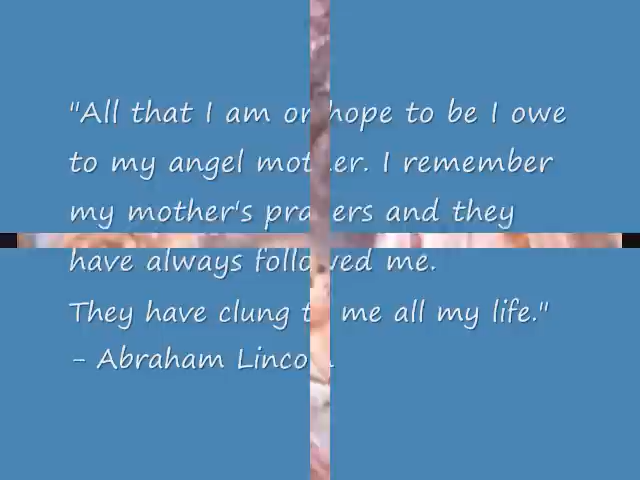 "All that I am or hope to be I owe
to my angel mother. I remember
my mother's prayers and they
have always followed me.
They have clung to me all my life."
- Abraham Lincoln